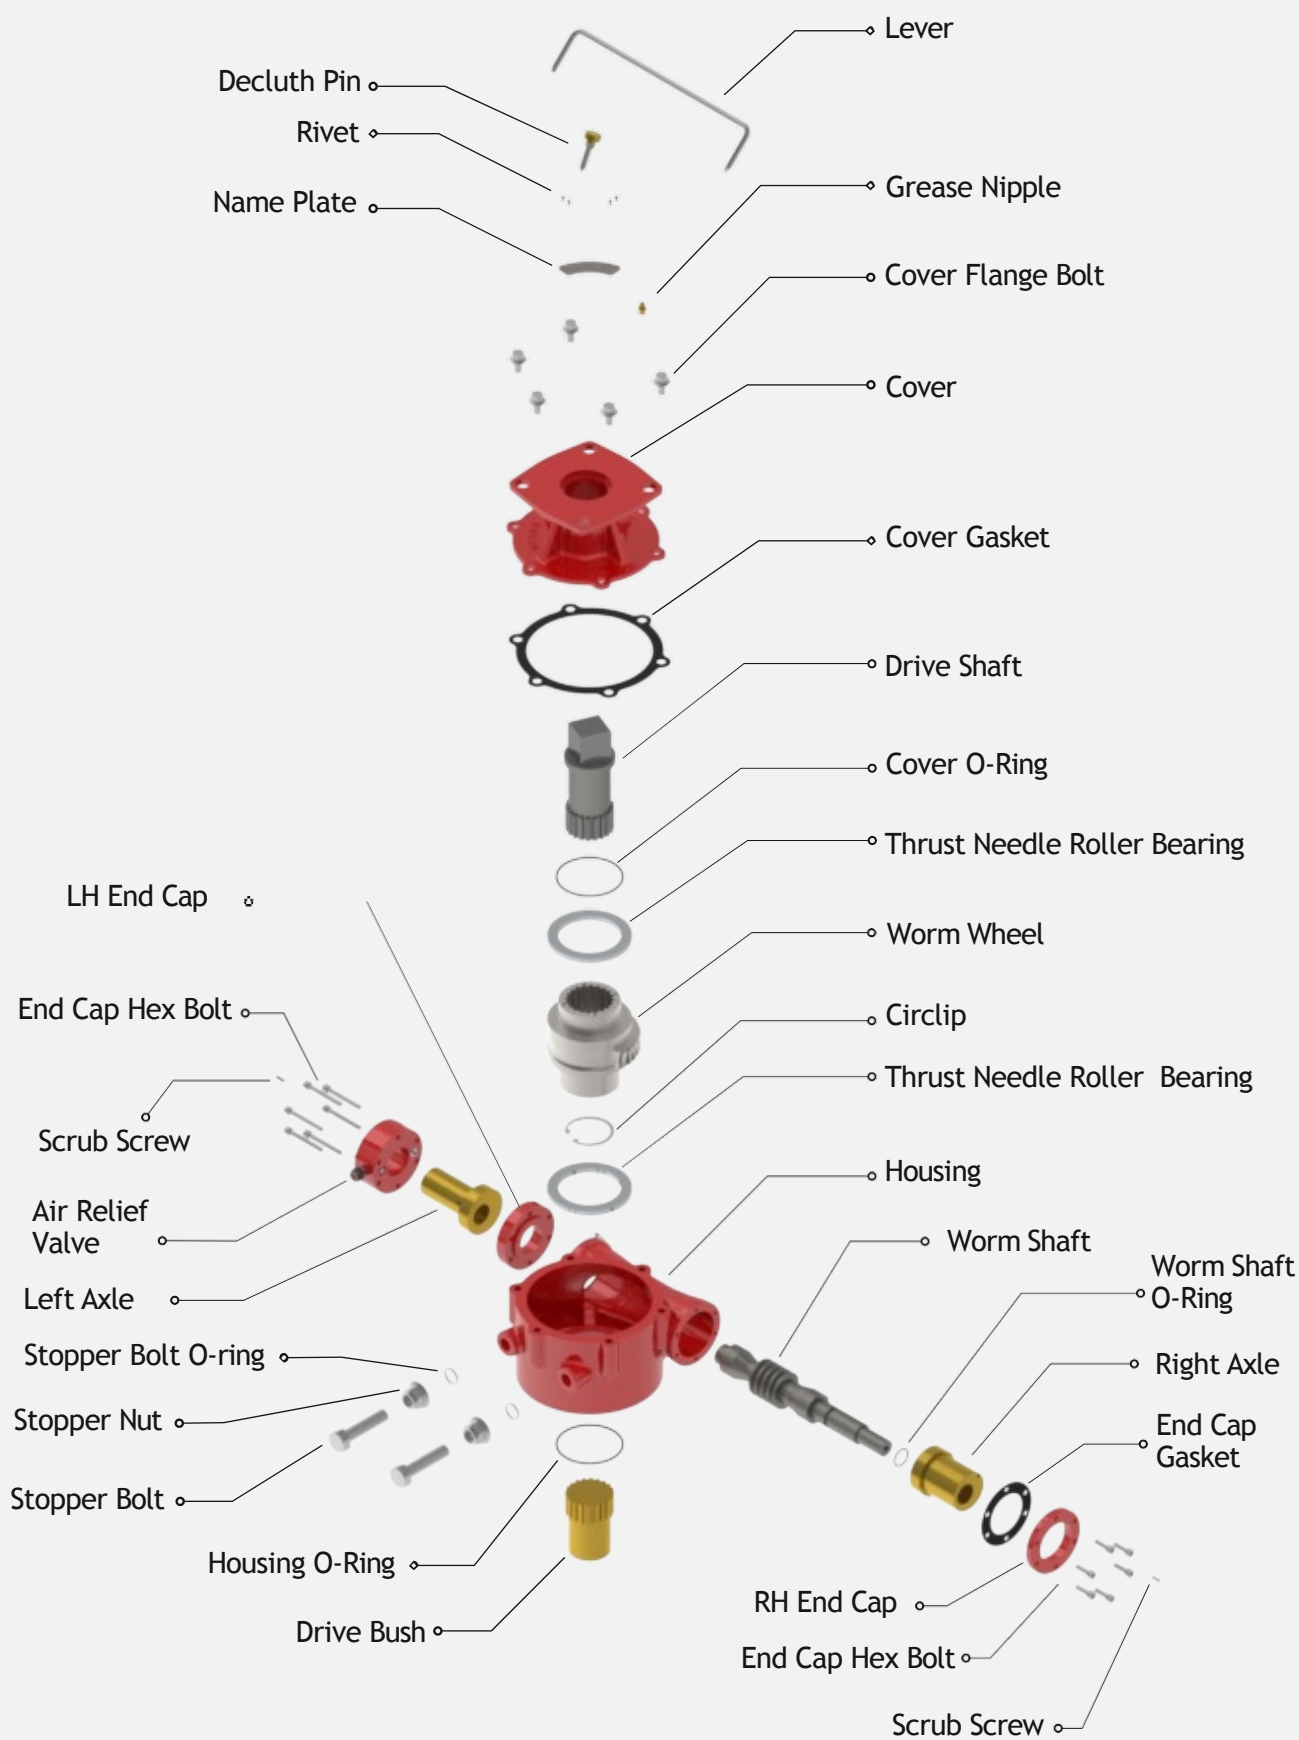 Lever
Decluth Pin
Rivet
Grease Nipple
Name Plate
Cover Flange Bolt
Cover
Cover Gasket
Drive Shaft
Cover O-Ring
Thrust Needle Roller Bearing
LH End Cap
Worm Wheel
End Cap Hex Bolt
Circlip
Thrust Needle Roller Bearing
Scrub Screw
Housing
Air Relief
Valve
Worm Shaft
Worm Shaft
O-Ring
Left Axle
Stopper Bolt O-ring
Right Axle
Stopper Nut
End Cap
Gasket
Stopper Bolt
Housing O-Ring
RH End Cap
Drive Bush
End Cap Hex Bolt
Scrub Screw